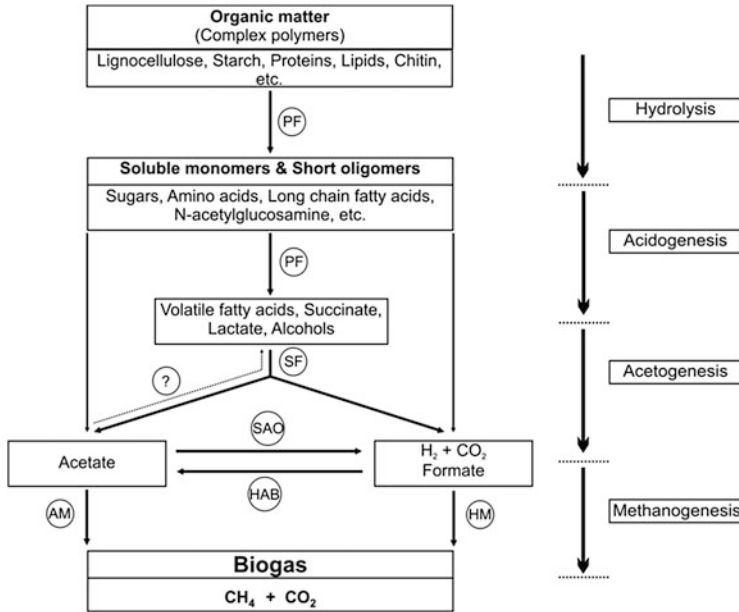 Organic matter
(Complex polymers)
Lignocellulose, Starch, Proteins, Lipids, Chitin,
etc.
Hydrolysis
PF
Soluble monomers & Short oligomers
Sugars, Amino acids, Long chain fatty acids,
N-acetylglucosamine, etc.
Acidogenesis
PF
Volatile fatty acids, Succinate,
Lactate, Alcohols
SF
?
Acetogenesis
SAO
Acetate
H₂ + CO₂
Formate
HAB
AM
HM
Methanogenesis
Biogas
CH₄ + CO₂